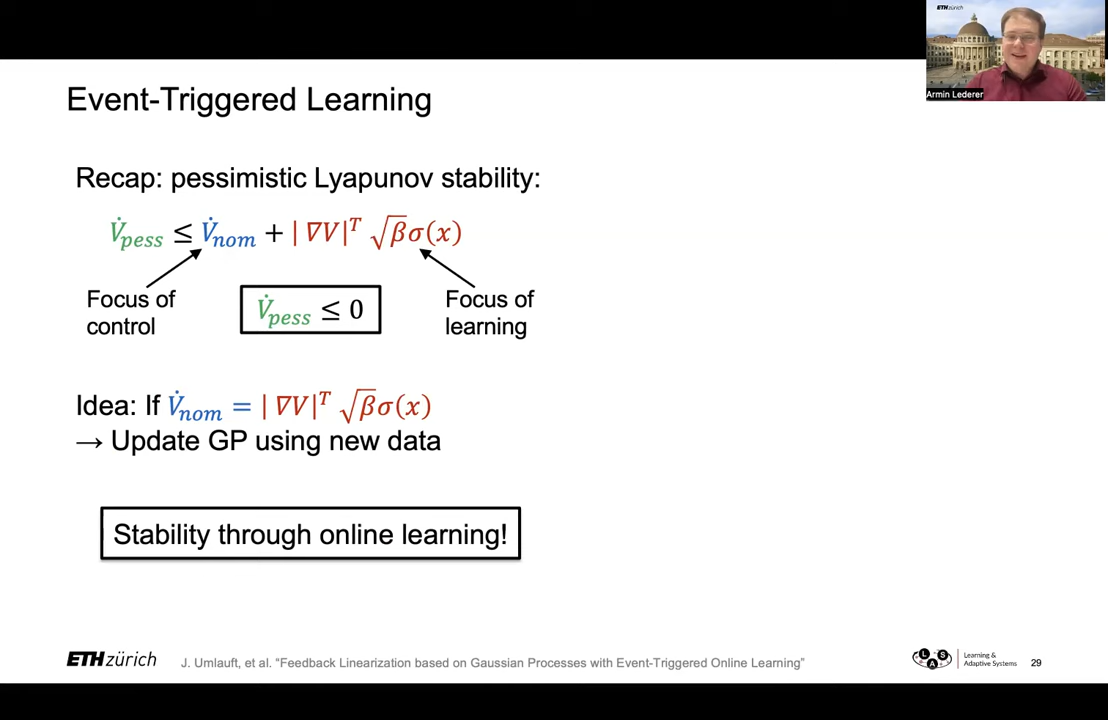 ETH zürich
Armin Lederer
Event-Triggered Learning
Recap: pessimistic Lyapunov stability:
V̇pess ≤ V̇nom + | ∇V|ᵀ √β σ(x)
Focus of
control
V̇pess ≤ 0
Focus of
learning
Idea: If V̇nom = | ∇V|ᵀ √β σ(x)
→ Update GP using new data
Stability through online learning!
ETH zürich
J. Umlauft, et al. "Feedback Linearization based on Gaussian Processes with Event-Triggered Online Learning”
L A S
Learning &
Adaptive Systems
29